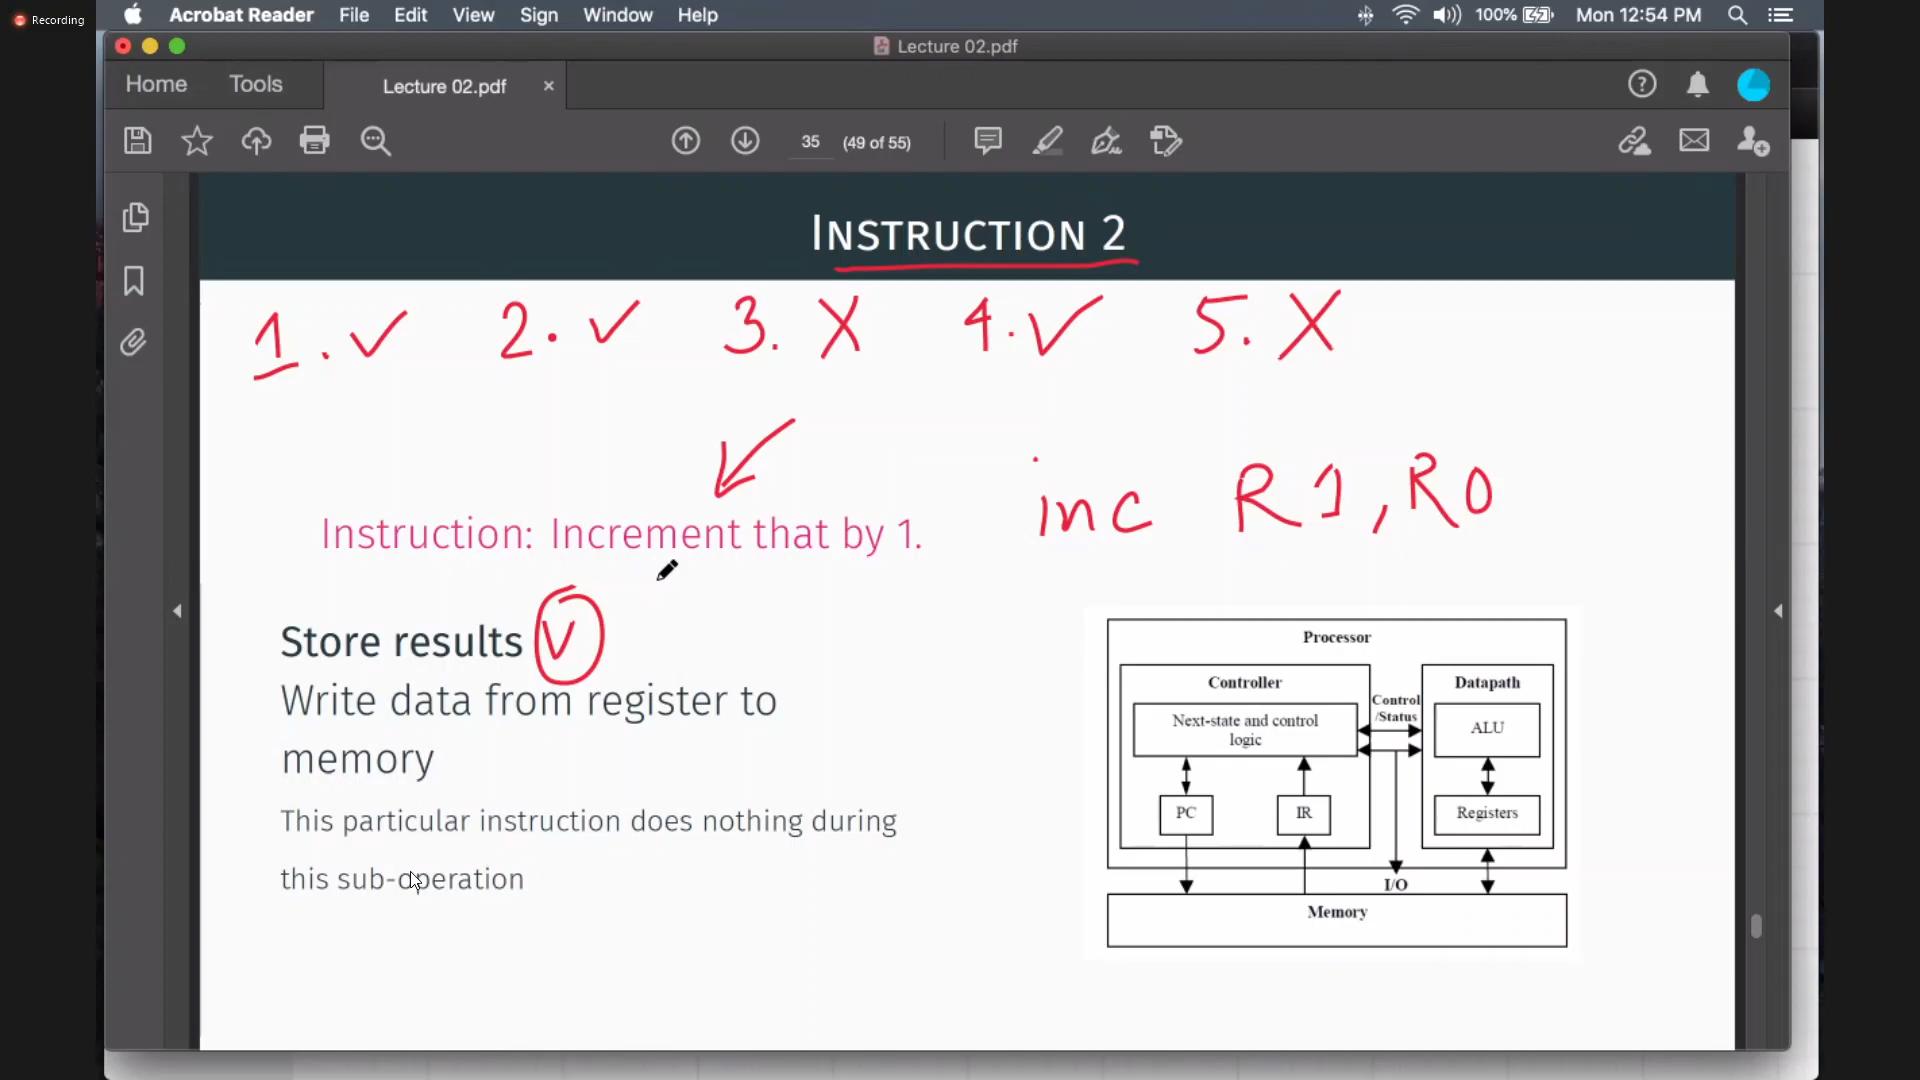 Recording
Acrobat Reader File Edit View Sign Window Help 100% Mon 12:54 PM
Lecture 02.pdf
Home Tools Lecture 02.pdf ×
35 (49 of 55)
INSTRUCTION 2
1. ✓ 2. ✓ 3. X 4. ✓ 5. X
inc R1, R0
Instruction: Increment that by 1.
Store results V
Write data from register to
memory
This particular instruction does nothing during
this sub-operation
Processor
Controller
Datapath
Control
/Status
Next-state and control
logic
ALU
PC
IR
Registers
I/O
Memory